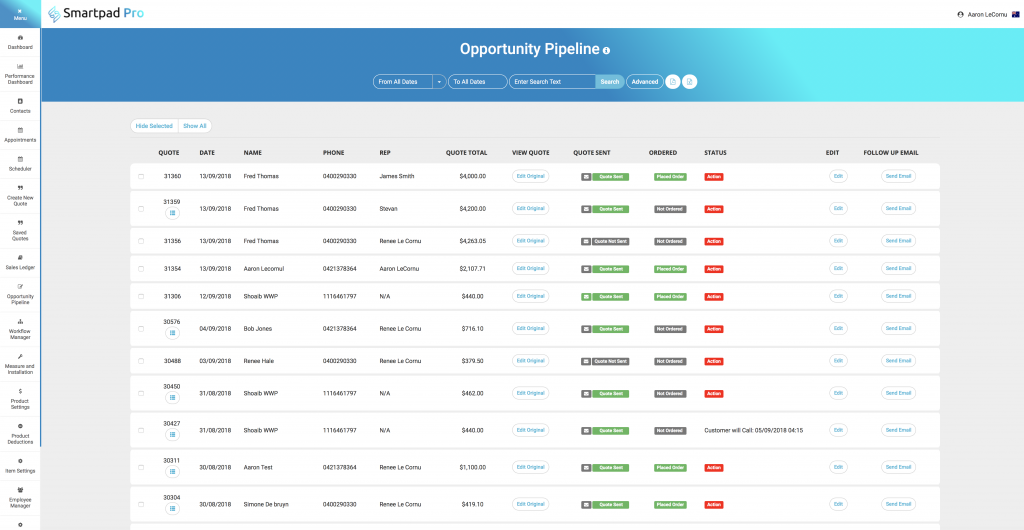 Menu
Smartpad Pro
Aaron LeCornu
Dashboard
Performance
Dashboard
Contacts
Appointments
Scheduler
Create New
Quote
Saved
Quotes
Sales Ledger
Opportunity
Pipeline
Workflow
Manager
Measure and
Installation
Product
Settings
Product
Deductions
Item Settings
Employee
Manager
Opportunity Pipeline
From All Dates To All Dates Enter Search Text Search Advanced
Hide Selected Show All
QUOTE DATE NAME PHONE REP QUOTE TOTAL VIEW QUOTE QUOTE SENT ORDERED STATUS EDIT FOLLOW UP EMAIL
31360 13/09/2018 Fred Thomas 0400290330 James Smith $4,000.00 Edit Original Quote Sent Placed Order Action Edit Send Email
31359 13/09/2018 Fred Thomas 0400290330 Stevan $4,200.00 Edit Original Quote Sent Not Ordered Action Edit Send Email
31356 13/09/2018 Fred Thomas 0400290330 Renee Le Cornu $4,263.05 Edit Original Quote Not Sent Not Ordered Action Edit Send Email
31354 13/09/2018 Aaron Lecornul 0421378364 Aaron LeCornu $2,107.71 Edit Original Quote Sent Placed Order Action Edit Send Email
31306 12/09/2018 Shoaib WWP 1116461797 N/A $440.00 Edit Original Quote Sent Placed Order Action Edit Send Email
30576 04/09/2018 Bob Jones 0421378364 Renee Le Cornu $716.10 Edit Original Quote Sent Not Ordered Action Edit Send Email
30488 03/09/2018 Renee Hale 0400290330 Renee Le Cornu $379.50 Edit Original Quote Not Sent Not Ordered Action Edit Send Email
30450 31/08/2018 Shoaib WWP 1116461797 N/A $462.00 Edit Original Quote Sent Not Ordered Action Edit Send Email
30427 31/08/2018 Shoaib WWP 1116461797 N/A $440.00 Edit Original Quote Sent Not Ordered Customer will Call: 05/09/2018 04:15 Edit Send Email
30311 30/08/2018 Aaron Test 0421378364 Renee Le Cornu $1,100.00 Edit Original Quote Sent Placed Order Action Edit Send Email
30304 30/08/2018 Simone De bruyn 0400290330 Renee Le Cornu $419.10 Edit Original Quote Sent Placed Order Action Edit Send Email